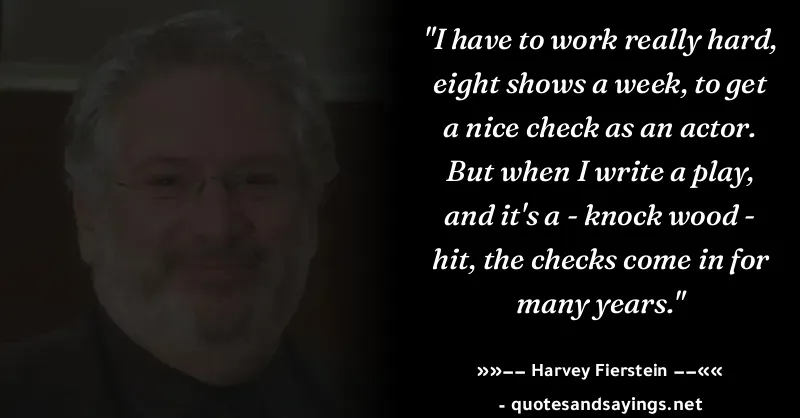 "I have to work really hard,
eight shows a week, to get
a nice check as an actor.
But when I write a play,
and it's a - knock wood -
hit, the checks come in for
many years."
»»–– Harvey Fierstein ––««
- quotesandsayings.net